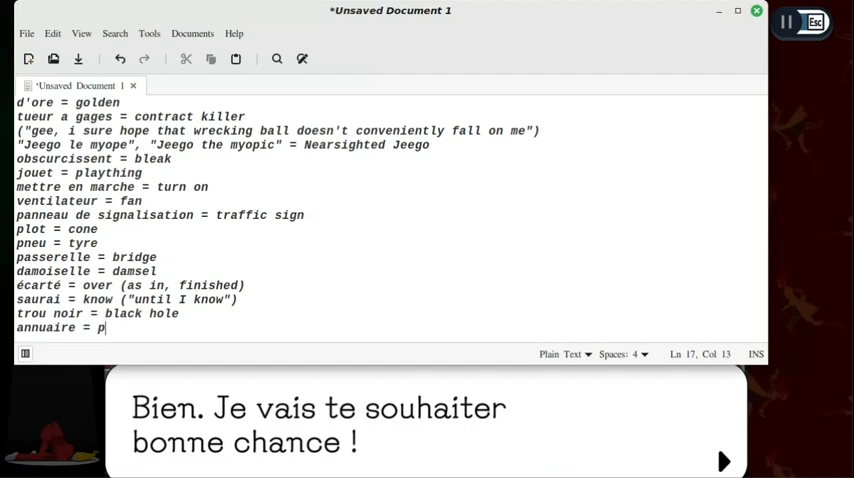 *Unsaved Document 1
Esc
File Edit View Search Tools Documents Help
*Unsaved Document 1
d'ore = golden
tueur a gages = contract killer
("gee, i sure hope that wrecking ball doesn't conveniently fall on me")
"Jeego le myope", "Jeego the myopic" = Nearsighted Jeego
obscurcissent = bleak
jouet = plaything
mettre en marche = turn on
ventilateur = fan
panneau de signalisation = traffic sign
plot = cone
pneu = tyre
passerelle = bridge
damoiselle = damsel
écarté = over (as in, finished)
saurai = know ("until I know")
trou noir = black hole
annuaire = p
Plain Text Spaces: 4 Ln 17, Col 13 INS
Bien. Je vais te souhaiter
bonne chance !